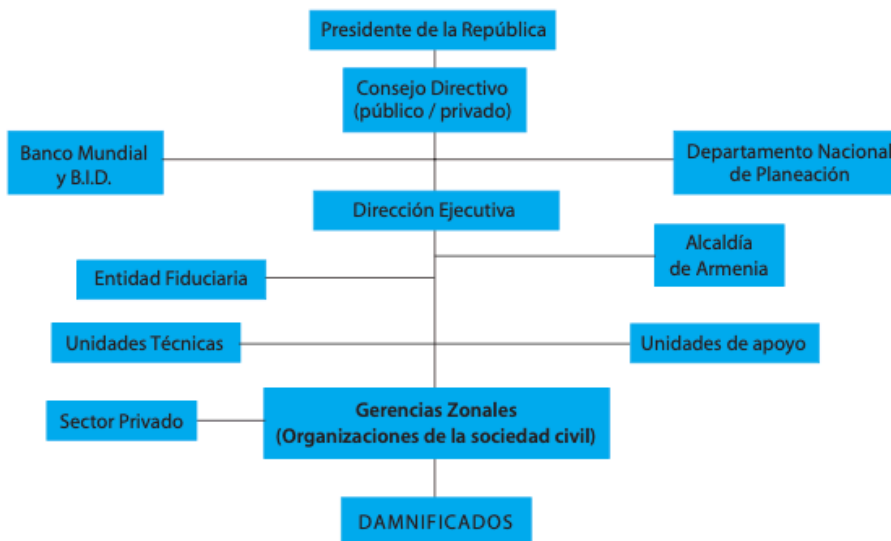 Presidente de la República
Consejo Directivo
(público / privado)
Banco Mundial
y B.I.D.
Departamento Nacional
de Planeación
Dirección Ejecutiva
Alcaldía
de Armenia
Entidad Fiduciaria
Unidades Técnicas
Unidades de apoyo
Gerencias Zonales
(Organizaciones de la sociedad civil)
Sector Privado
DAMNIFICADOS